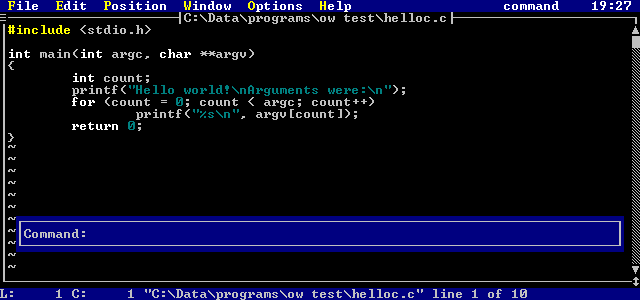 File Edit Position Window Options Help command 19:27
C:\Data\programs\ow test\helloc.c
#include <stdio.h>
int main(int argc, char **argv)
{
int count;
printf("Hello world!\nArguments were:\n");
for (count = 0; count < argc; count++)
printf("%s\n", argv[count]);
return 0;
}
~
~
~
~
~
~
~
~ Command:
~
~
~
L: 1 C: 1 "C:\Data\programs\ow test\helloc.c" line 1 of 10